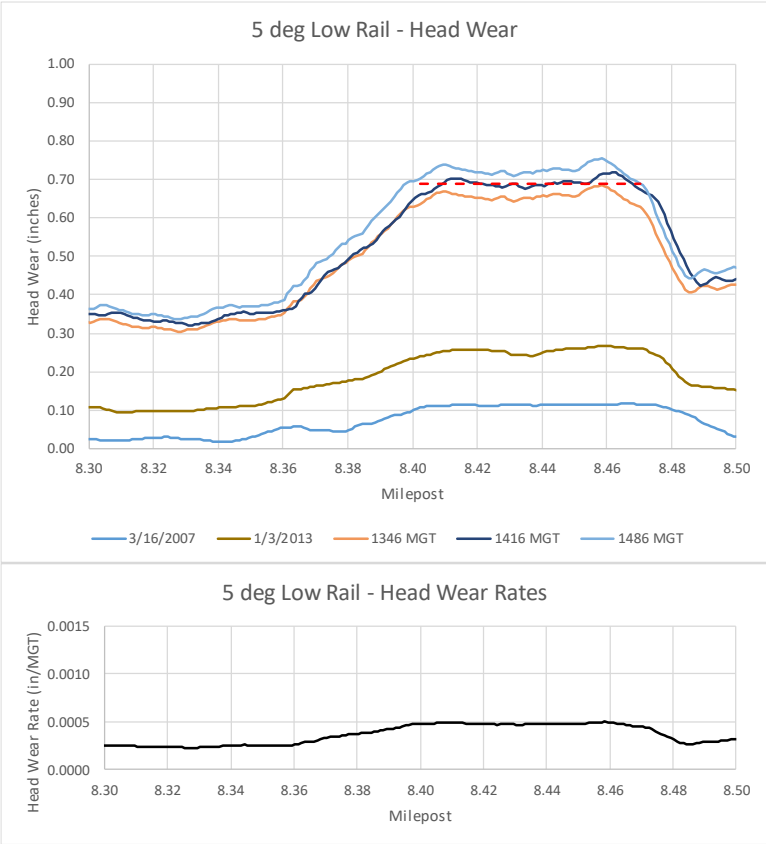 5 deg Low Rail - Head Wear
1.00
0.90
0.80
0.70
0.60
0.50
0.40
0.30
0.20
0.10
0.00
Head Wear (inches)
8.30 8.32 8.34 8.36 8.38 8.40 8.42 8.44 8.46 8.48 8.50
Milepost
3/16/2007 1/3/2013 1346 MGT 1416 MGT 1486 MGT
5 deg Low Rail - Head Wear Rates
0.0015
0.0010
0.0005
0.0000
Head Wear Rate (in/MGT)
8.30 8.32 8.34 8.36 8.38 8.40 8.42 8.44 8.46 8.48 8.50
Milepost